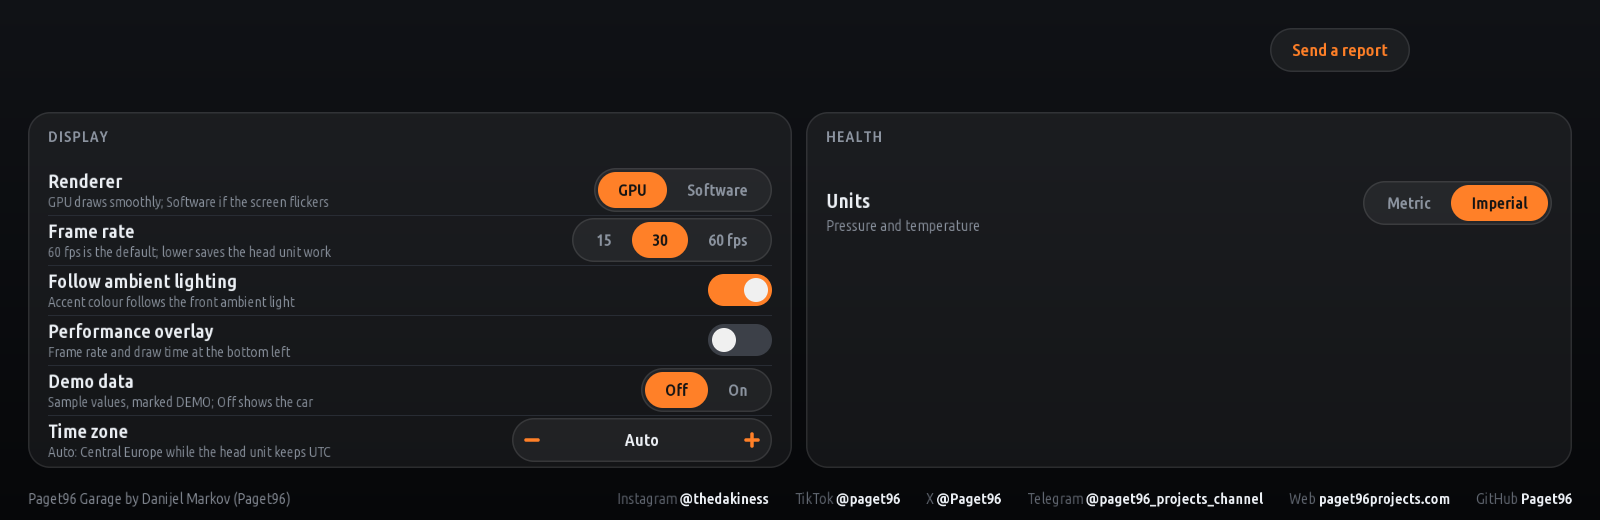 Send a report
DISPLAY
Renderer
GPU draws smoothly; Software if the screen flickers
GPU Software
Frame rate
60 fps is the default; lower saves the head unit work
15 30 60 fps
Follow ambient lighting
Accent colour follows the front ambient light
Performance overlay
Frame rate and draw time at the bottom left
Demo data
Sample values, marked DEMO; Off shows the car
Off On
Time zone
Auto: Central Europe while the head unit keeps UTC
− Auto +
HEALTH
Units
Pressure and temperature
Metric Imperial
Paget96 Garage by Danijel Markov (Paget96)
Instagram @thedakiness TikTok @paget96 X @Paget96 Telegram @paget96_projects_channel Web paget96projects.com GitHub Paget96